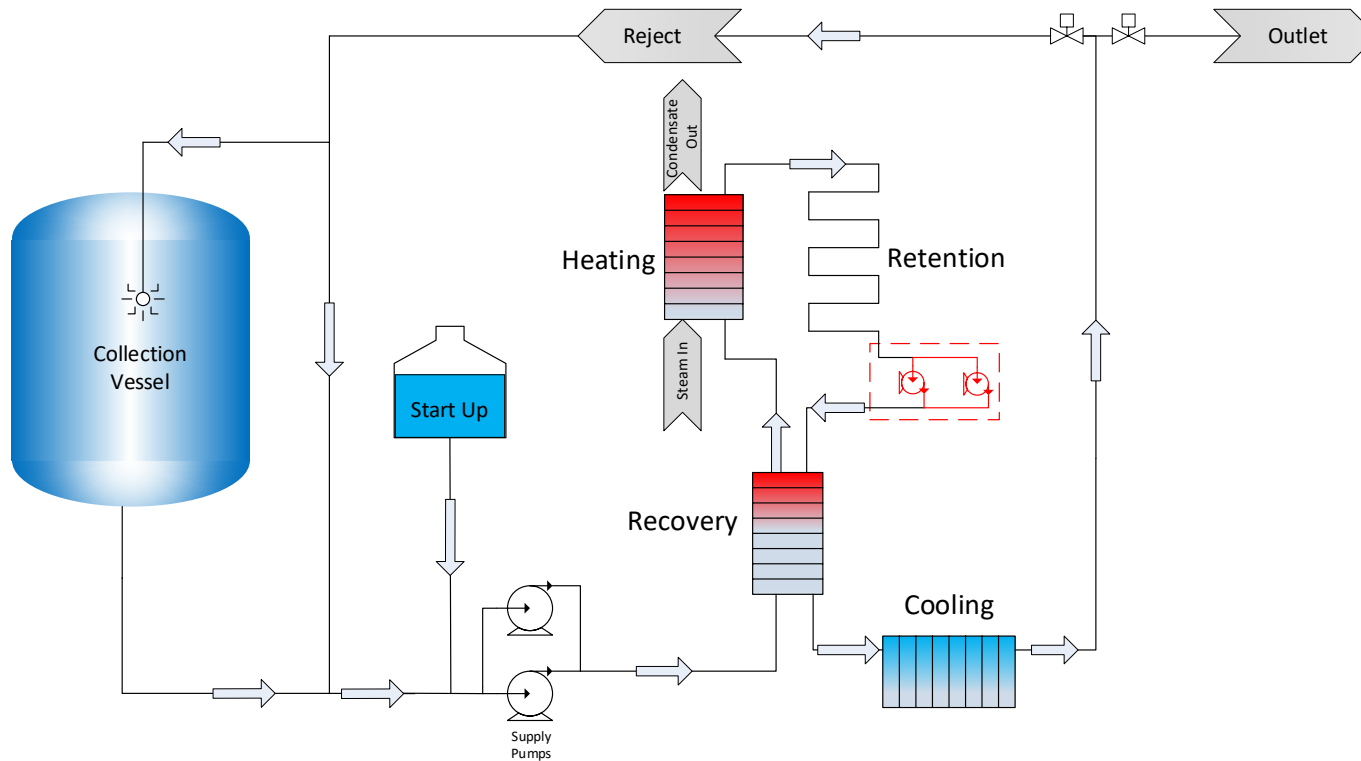 Reject
Outlet
Condensate
Out
Heating
Retention
Collection
Vessel
Steam In
Start Up
Recovery
Cooling
Supply
Pumps